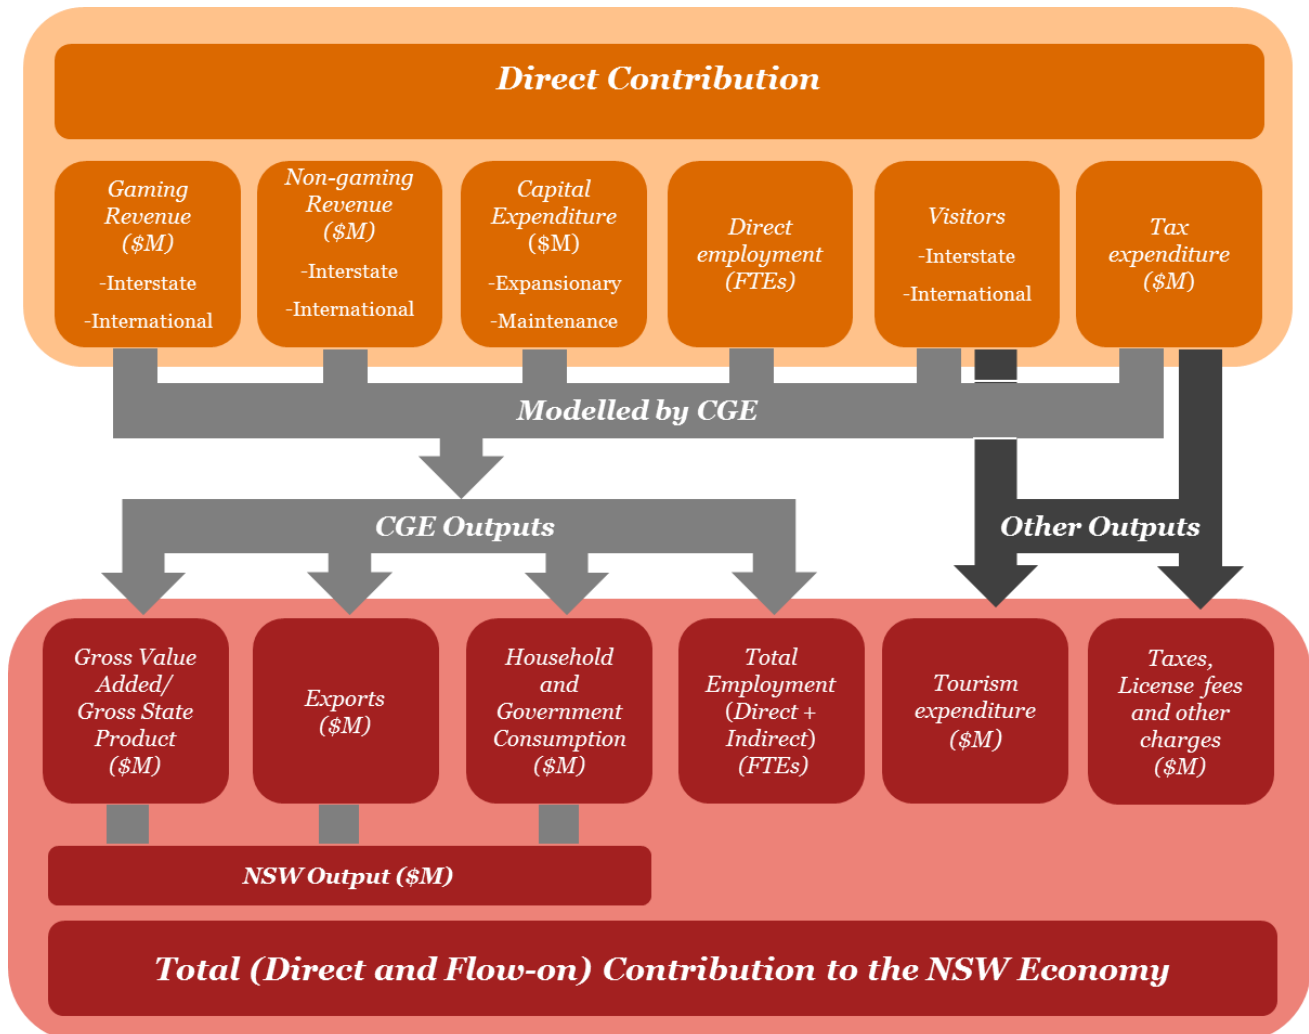 Direct Contribution
Gaming
Revenue
($M)
-Interstate
-International
Non-gaming
Revenue
($M)
-Interstate
-International
Capital
Expenditure
($M)
-Expansionary
-Maintenance
Direct
employment
(FTEs)
Visitors
-Interstate
-International
Tax
expenditure
($M)
Modelled by CGE
CGE Outputs
Other Outputs
Gross Value
Added/
Gross State
Product
($M)
Exports
($M)
Household
and
Government
Consumption
($M)
Total
Employment
(Direct +
Indirect)
(FTEs)
Tourism
expenditure
($M)
Taxes,
License fees
and other
charges
($M)
NSW Output ($M)
Total (Direct and Flow-on) Contribution to the NSW Economy